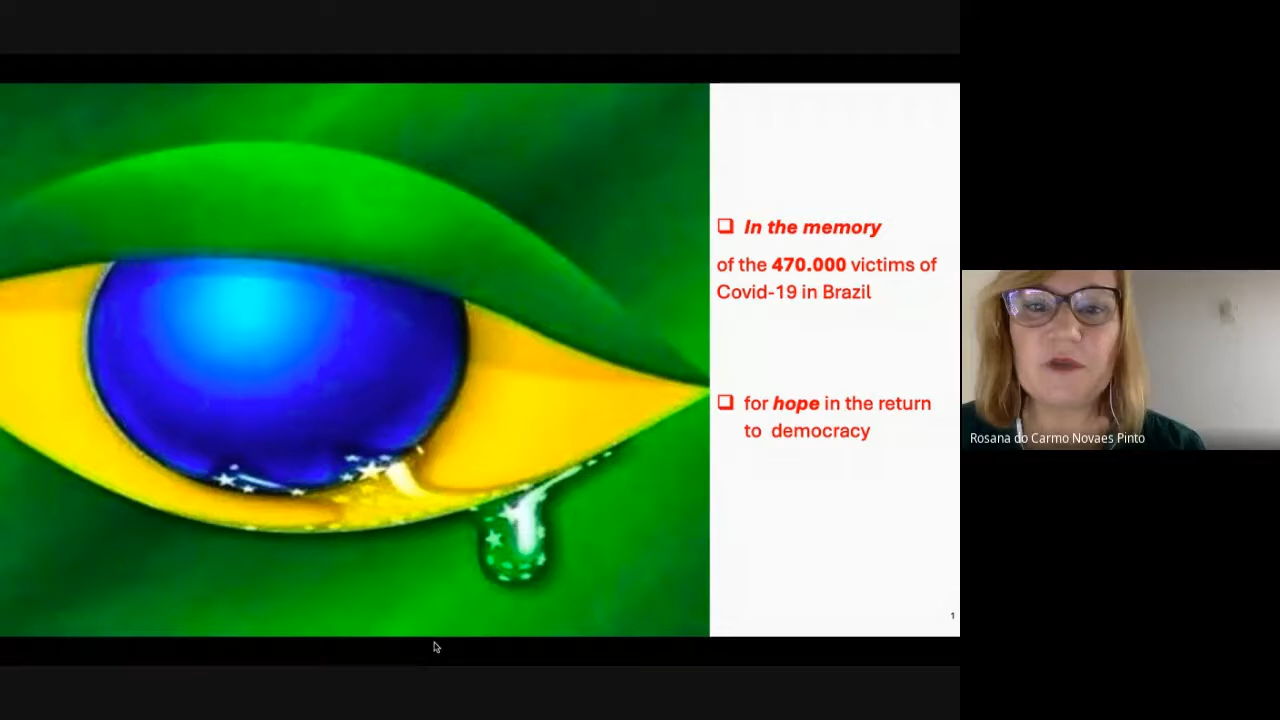 ❑ In the memory
of the 470.000 victims of
Covid-19 in Brazil
❑ for hope in the return
to democracy
1
Rosana do Carmo Novaes Pinto